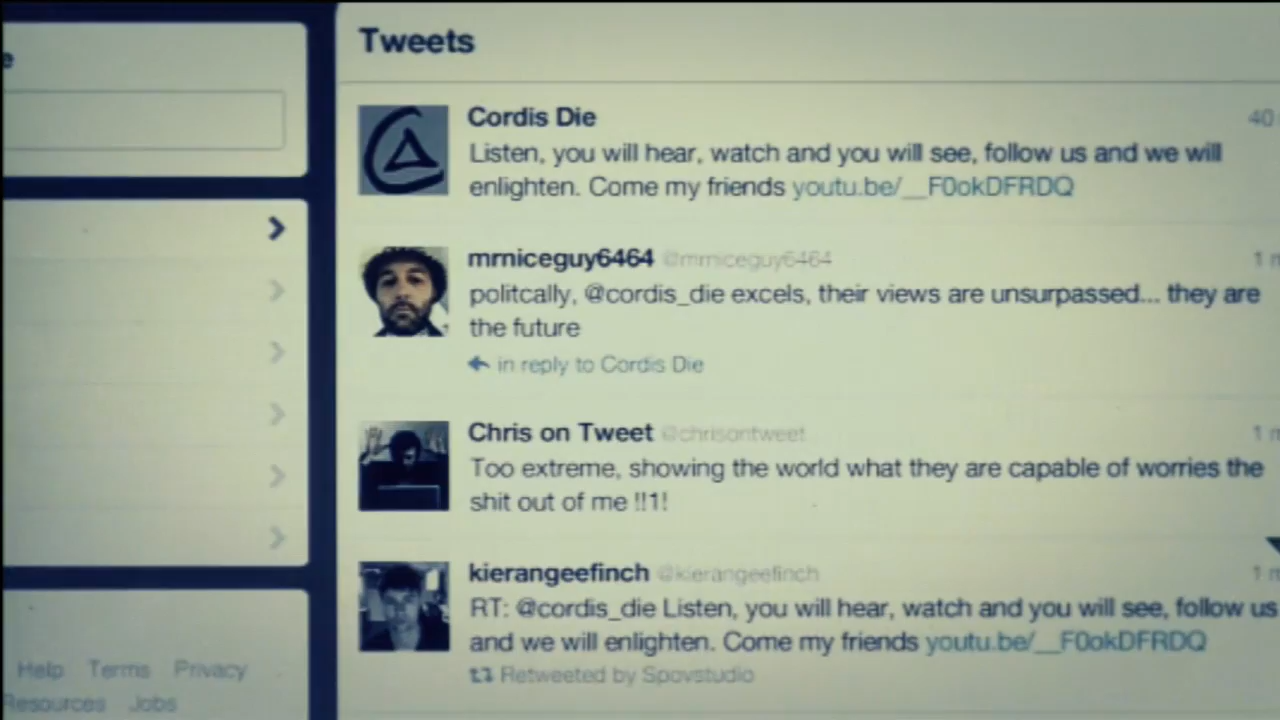 e
Tweets
Cordis Die
40
Listen, you will hear, watch and you will see, follow us and we will
enlighten. Come my friends youtu.be/__F0okDFRDQ
mrniceguy6464 @mrniceguy6464
1 m
politcally, @cordis_die excels, their views are unsurpassed... they are
the future
in reply to Cordis Die
Chris on Tweet @chrisontweet
1 m
Too extreme, showing the world what they are capable of worries the
shit out of me !!1!
kierangeefinch @kierangeefinch
1 m
RT: @cordis_die Listen, you will hear, watch and you will see, follow us
and we will enlighten. Come my friends youtu.be/__F0okDFRDQ
Retweeted by Spovstudio
Help Terms Privacy
Resources Jobs